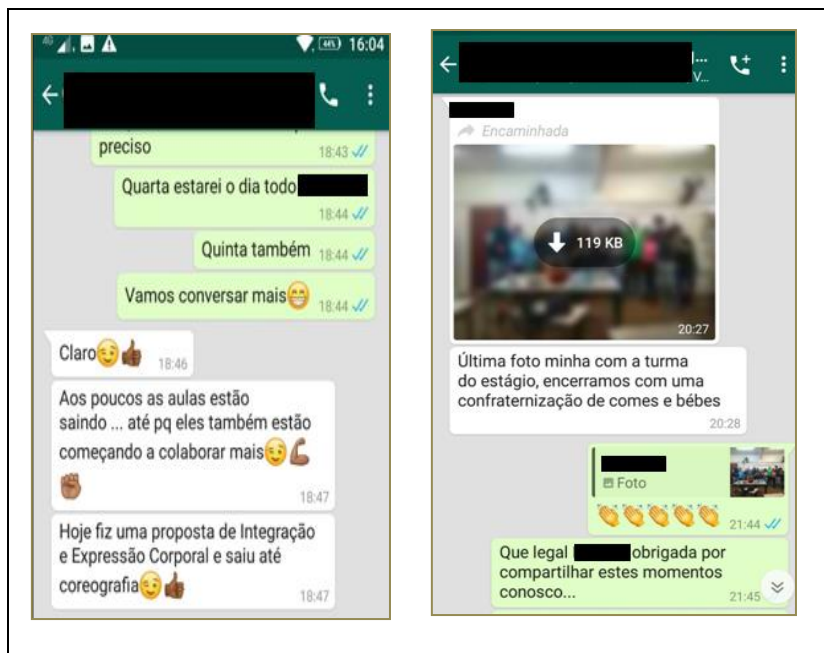 4G 44% 16:04
preciso
18:43
Quarta estarei o dia todo
18:44
Quinta também 18:44
Vamos conversar mais😁
18:44
Claro😉👍🏾
18:46
Aos poucos as aulas estão
saindo ... até pq eles também estão
começando a colaborar mais😉💪🏾
✊🏾
18:47
Hoje fiz uma proposta de Integração
e Expressão Corporal e saiu até
coreografia😉👍🏾
18:47
V...
Encaminhada
119 KB
20:27
Última foto minha com a turma
do estágio, encerramos com uma
confraternização de comes e bébes
20:28
Foto
👏👏👏👏👏 21:44
Que legal obrigada por
compartilhar estes momentos
conosco...
21:45